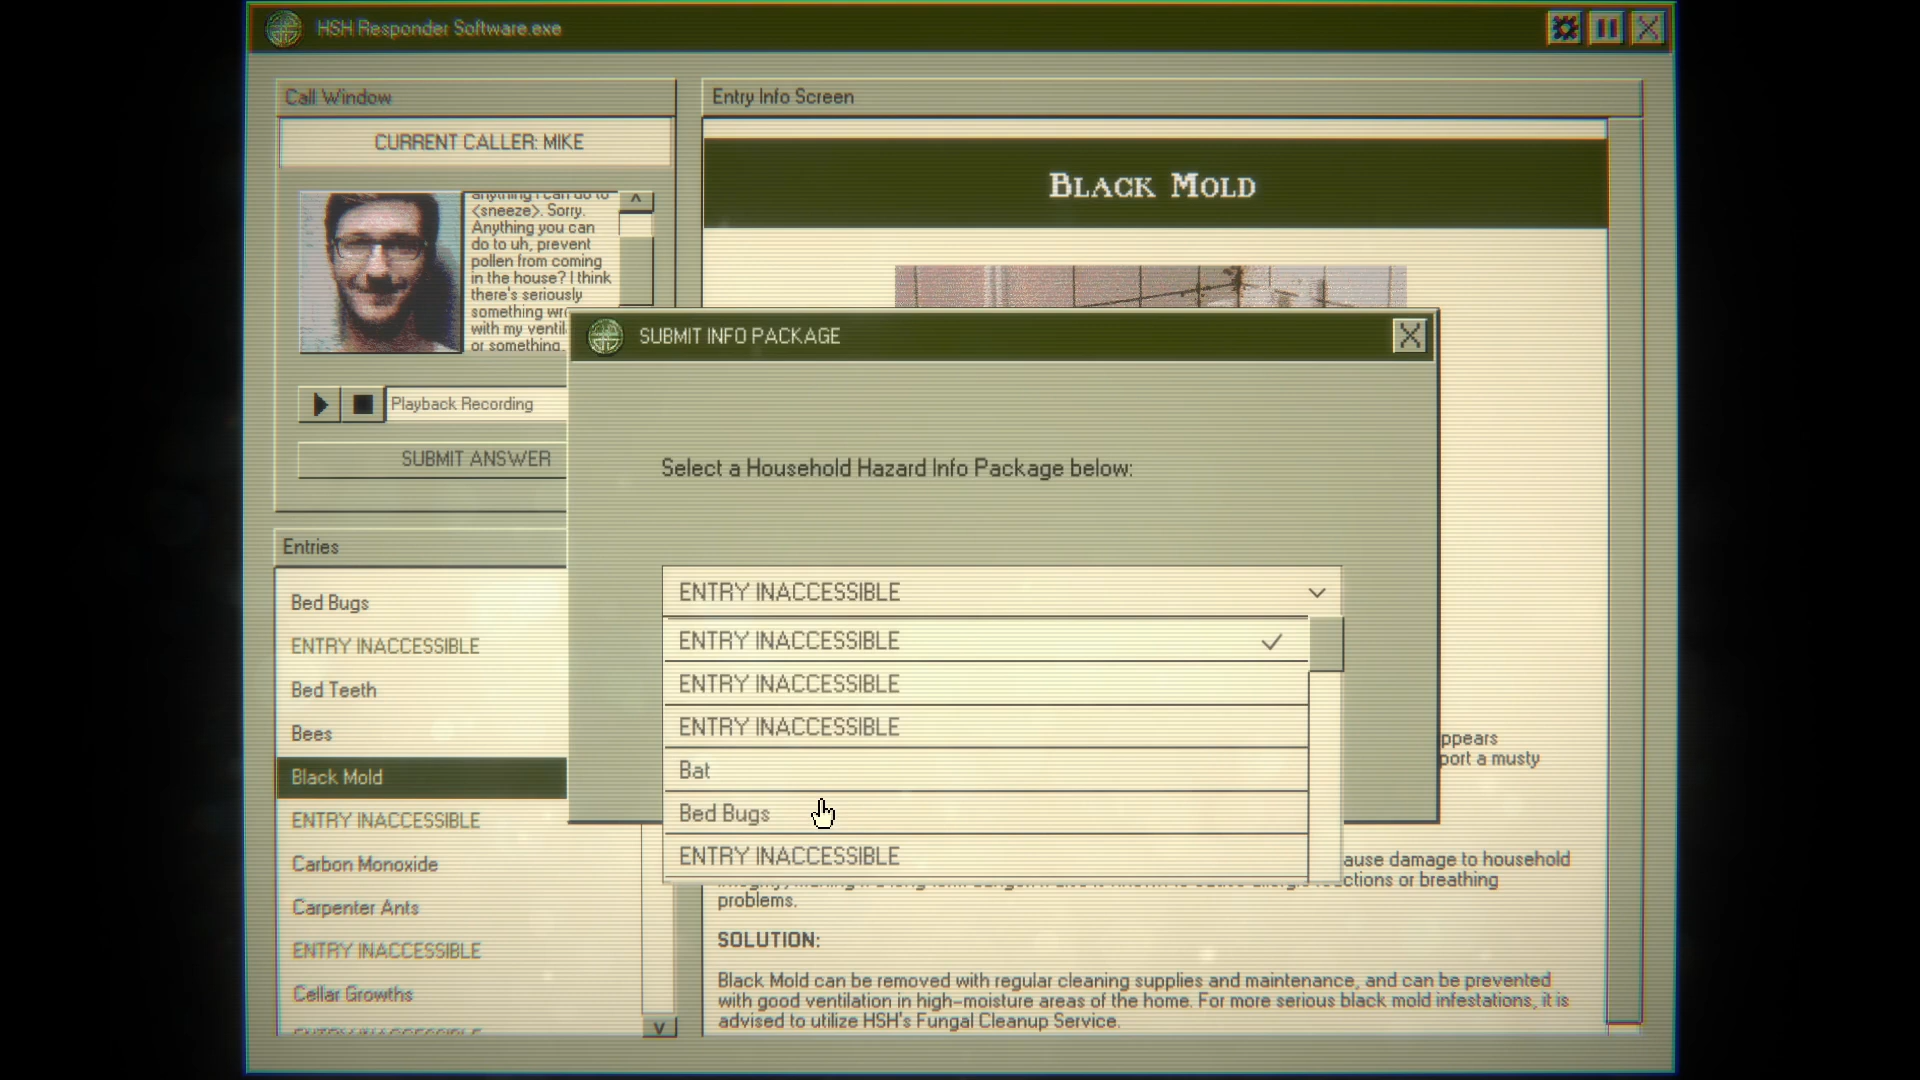 HSH Responder Software.exe
Call Window
CURRENT CALLER: MIKE
anything I can do to
<sneeze>. Sorry.
Anything you can
do to uh, prevent
pollen from coming
in the house? I think
there's seriously
something
with my
or something.
Playback Recording
SUBMIT ANSWER
Entries
Bed Bugs
ENTRY INACCESSIBLE
Bed Teeth
Bees
Black Mold
ENTRY INACCESSIBLE
Carbon Monoxide
Carpenter Ants
ENTRY INACCESSIBLE
Cellar Growths
ENTRY INACCESSIBLE
Entry Info Screen
BLACK MOLD
SUBMIT INFO PACKAGE
Select a Household Hazard Info Package below:
ENTRY INACCESSIBLE
ENTRY INACCESSIBLE
ENTRY INACCESSIBLE
ENTRY INACCESSIBLE
Bat
Bed Bugs
ENTRY INACCESSIBLE
ppears
port a musty
ause damage to household
ctions or breathing
problems.
SOLUTION:
Black Mold can be removed with regular cleaning supplies and maintenance, and can be prevented
with good ventilation in high-moisture areas of the home. For more serious black mold infestations, it is
advised to utilize HSH's Fungal Cleanup Service.